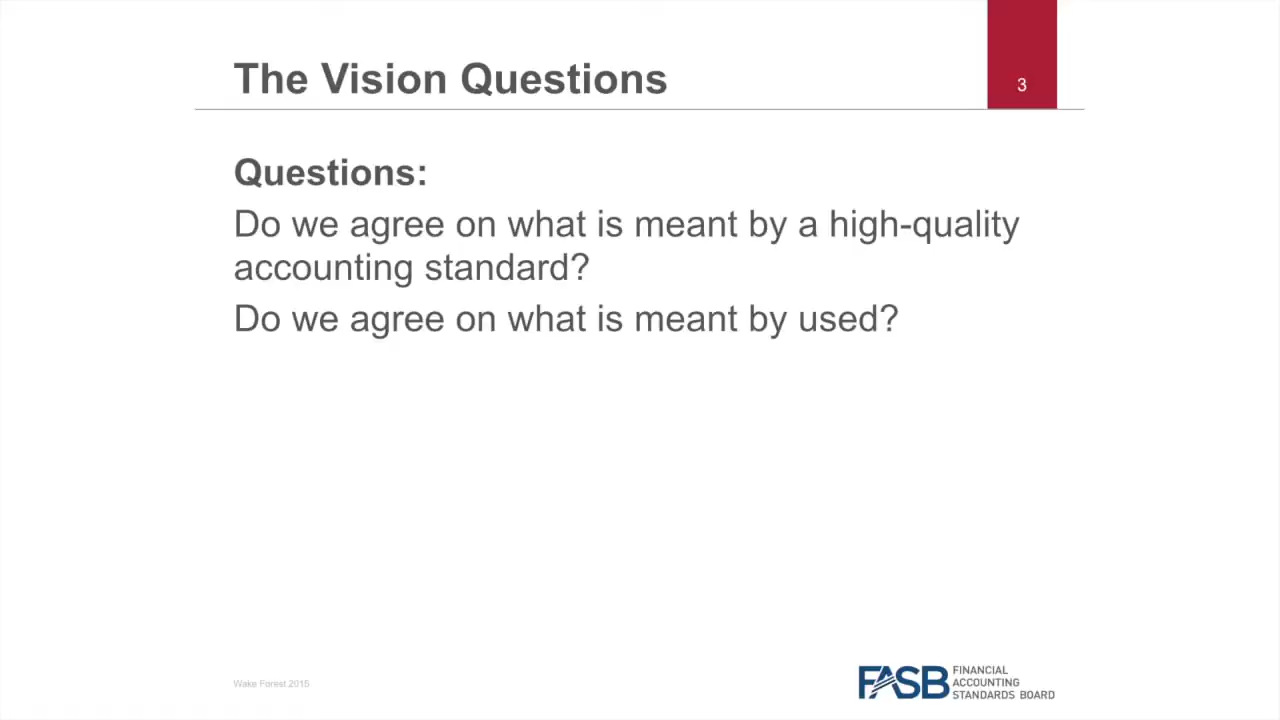 The Vision Questions
3
Questions:
Do we agree on what is meant by a high-quality
accounting standard?
Do we agree on what is meant by used?
Wake Forest 2015
FASB
FINANCIAL
ACCOUNTING
STANDARDS BOARD